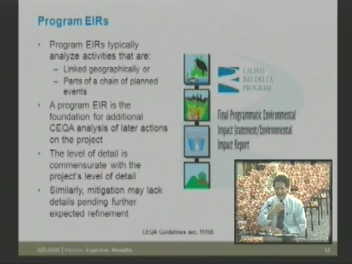 Program EIRs
• Program EIRs typically
analyze activities that are:
– Linked geographically or
– Parts of a chain of planned
events
• A program EIR is the
foundation for additional
CEQA analysis of later actions
on the project
• The level of detail is
commensurate with the
project's level of detail
• Similarly, mitigation may lack
details pending further
expected refinement
CALFED
BAY-DELTA
PROGRAM
Final Programmatic Environmental
Impact Statement/Environmental
Impact Report
CEQA Guidelines sec. 15168